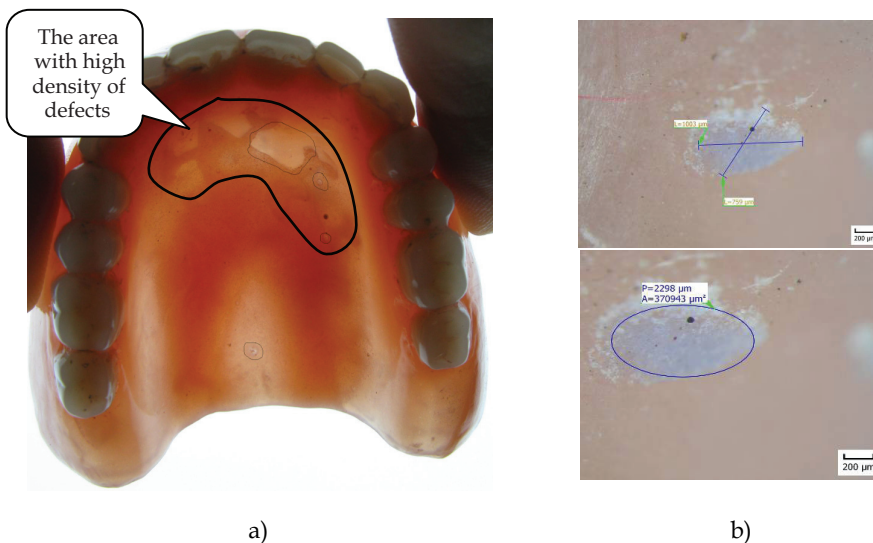 The area
with high
density of
defects
L=1003 µm
L=759 µm
200 µm
P=2298 µm
A=370943 µm²
200 µm
a)
b)